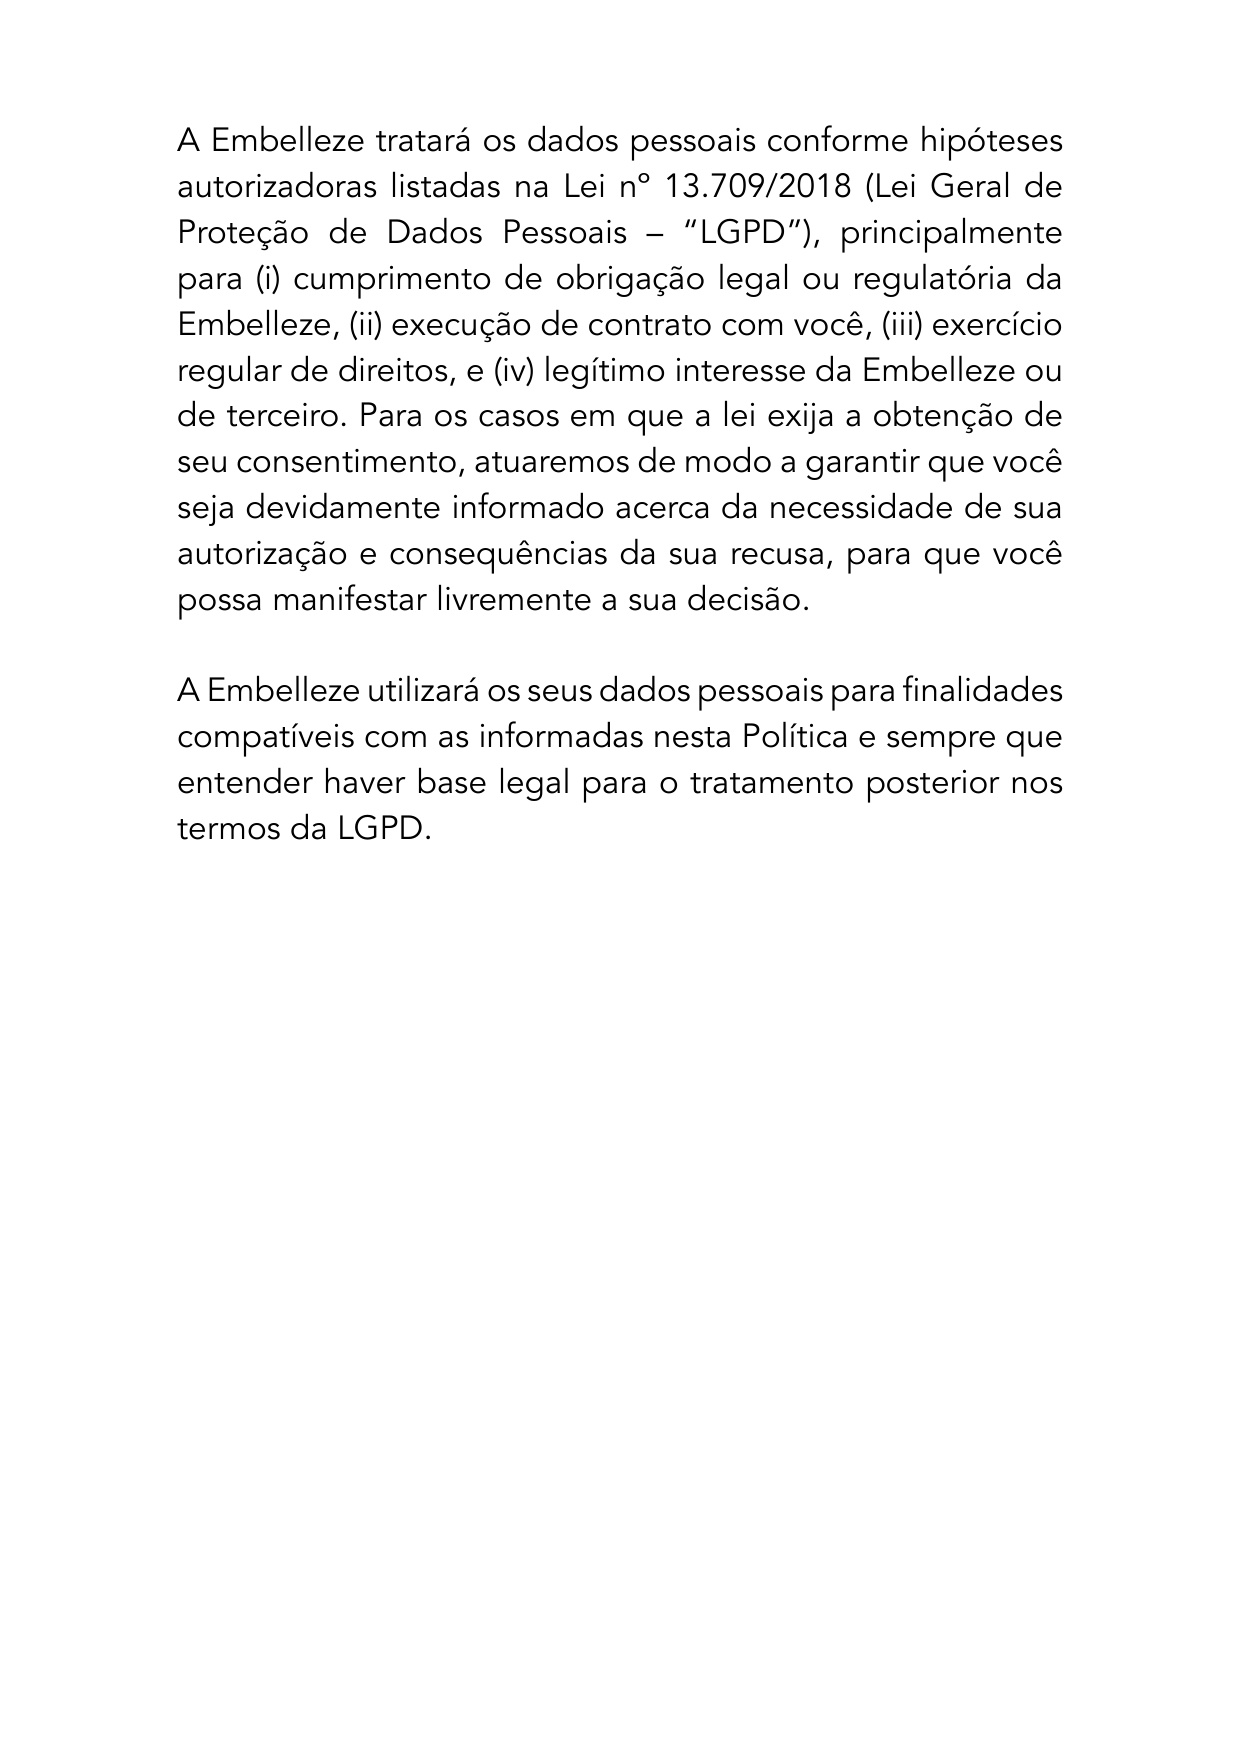 A Embelleze tratará os dados pessoais conforme hipóteses
autorizadoras listadas na Lei nº 13.709/2018 (Lei Geral de
Proteção de Dados Pessoais – “LGPD”), principalmente
para (i) cumprimento de obrigação legal ou regulatória da
Embelleze, (ii) execução de contrato com você, (iii) exercício
regular de direitos, e (iv) legítimo interesse da Embelleze ou
de terceiro. Para os casos em que a lei exija a obtenção de
seu consentimento, atuaremos de modo a garantir que você
seja devidamente informado acerca da necessidade de sua
autorização e consequências da sua recusa, para que você
possa manifestar livremente a sua decisão.
A Embelleze utilizará os seus dados pessoais para finalidades
compatíveis com as informadas nesta Política e sempre que
entender haver base legal para o tratamento posterior nos
termos da LGPD.